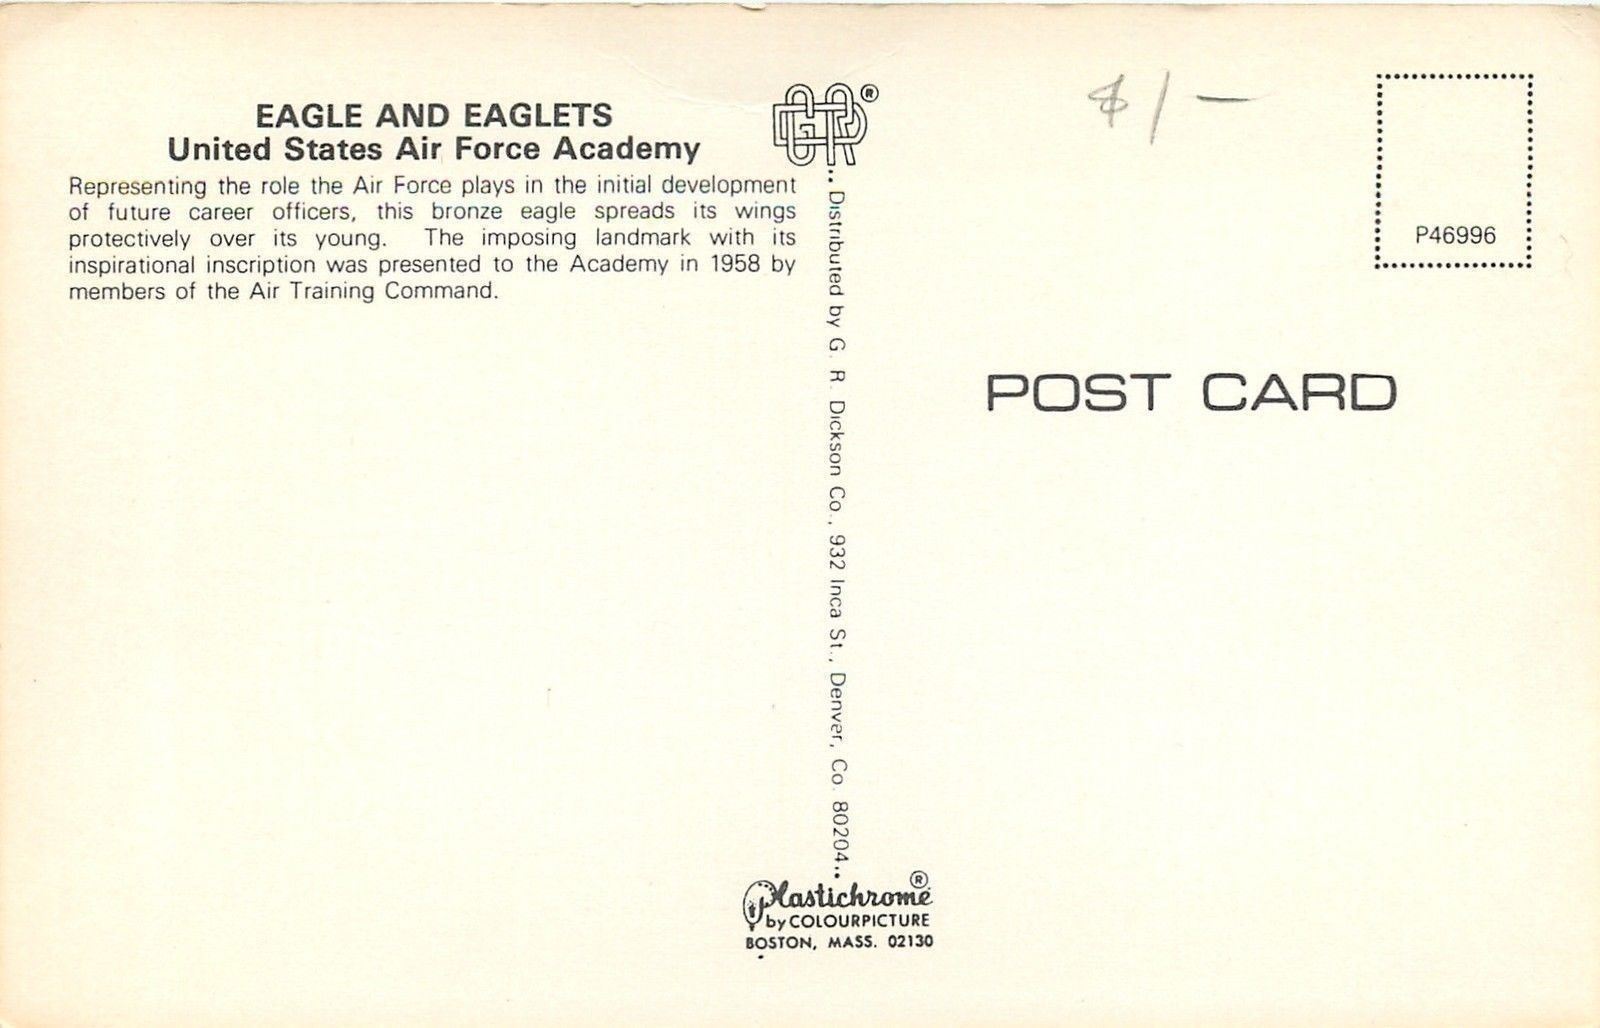 EAGLE AND EAGLETS
United States Air Force Academy
Representing the role the Air Force plays in the initial development
of future career officers, this bronze eagle spreads its wings
protectively over its young. The imposing landmark with its
inspirational inscription was presented to the Academy in 1958 by
members of the Air Training Command.
GRD®
Distributed by G. R. Dickson Co., 932 Inca St., Denver, Co. 80204
$1-
P46996
POST CARD
Plastichrome®
by COLOURPICTURE
BOSTON, MASS. 02130